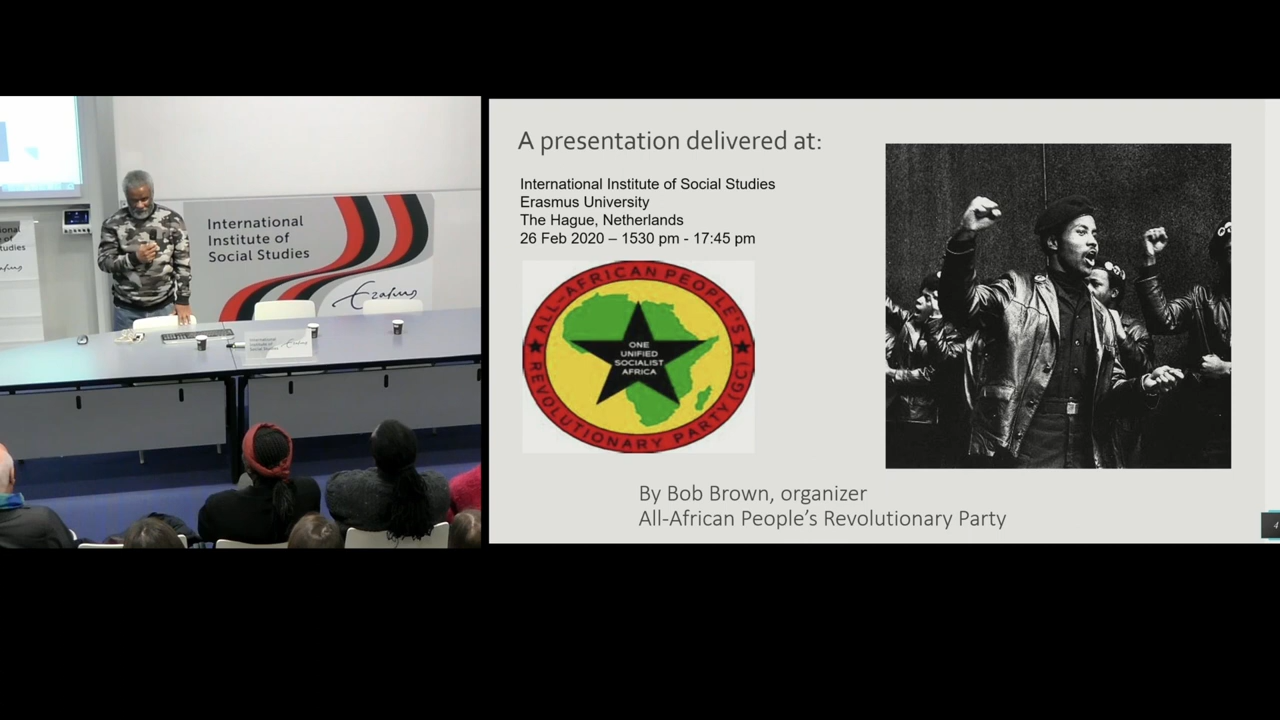 International
Institute of
Social Studies
Erasmus
A presentation delivered at:
International Institute of Social Studies
Erasmus University
The Hague, Netherlands
26 Feb 2020 – 1530 pm - 17:45 pm
ALL-AFRICAN PEOPLE'S
REVOLUTIONARY PARTY (GC)
ONE
UNIFIED
SOCIALIST
AFRICA
By Bob Brown, organizer
All-African People's Revolutionary Party
4